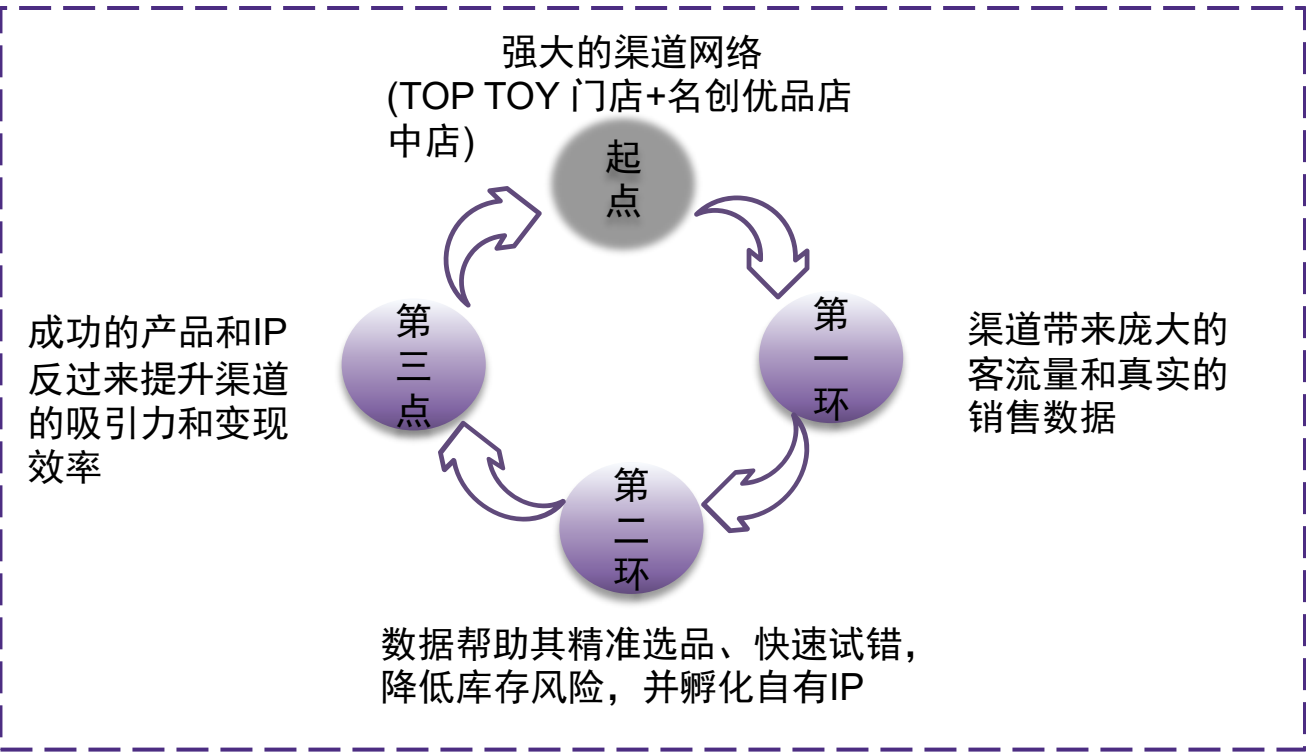 强大的渠道网络
(TOP TOY 门店+名创优品店
中店)
起
点
第
一
环
渠道带来庞大的
客流量和真实的
销售数据
第
二
环
数据帮助其精准选品、快速试错，
降低库存风险，并孵化自有IP
第
三
点
成功的产品和IP
反过来提升渠道
的吸引力和变现
效率